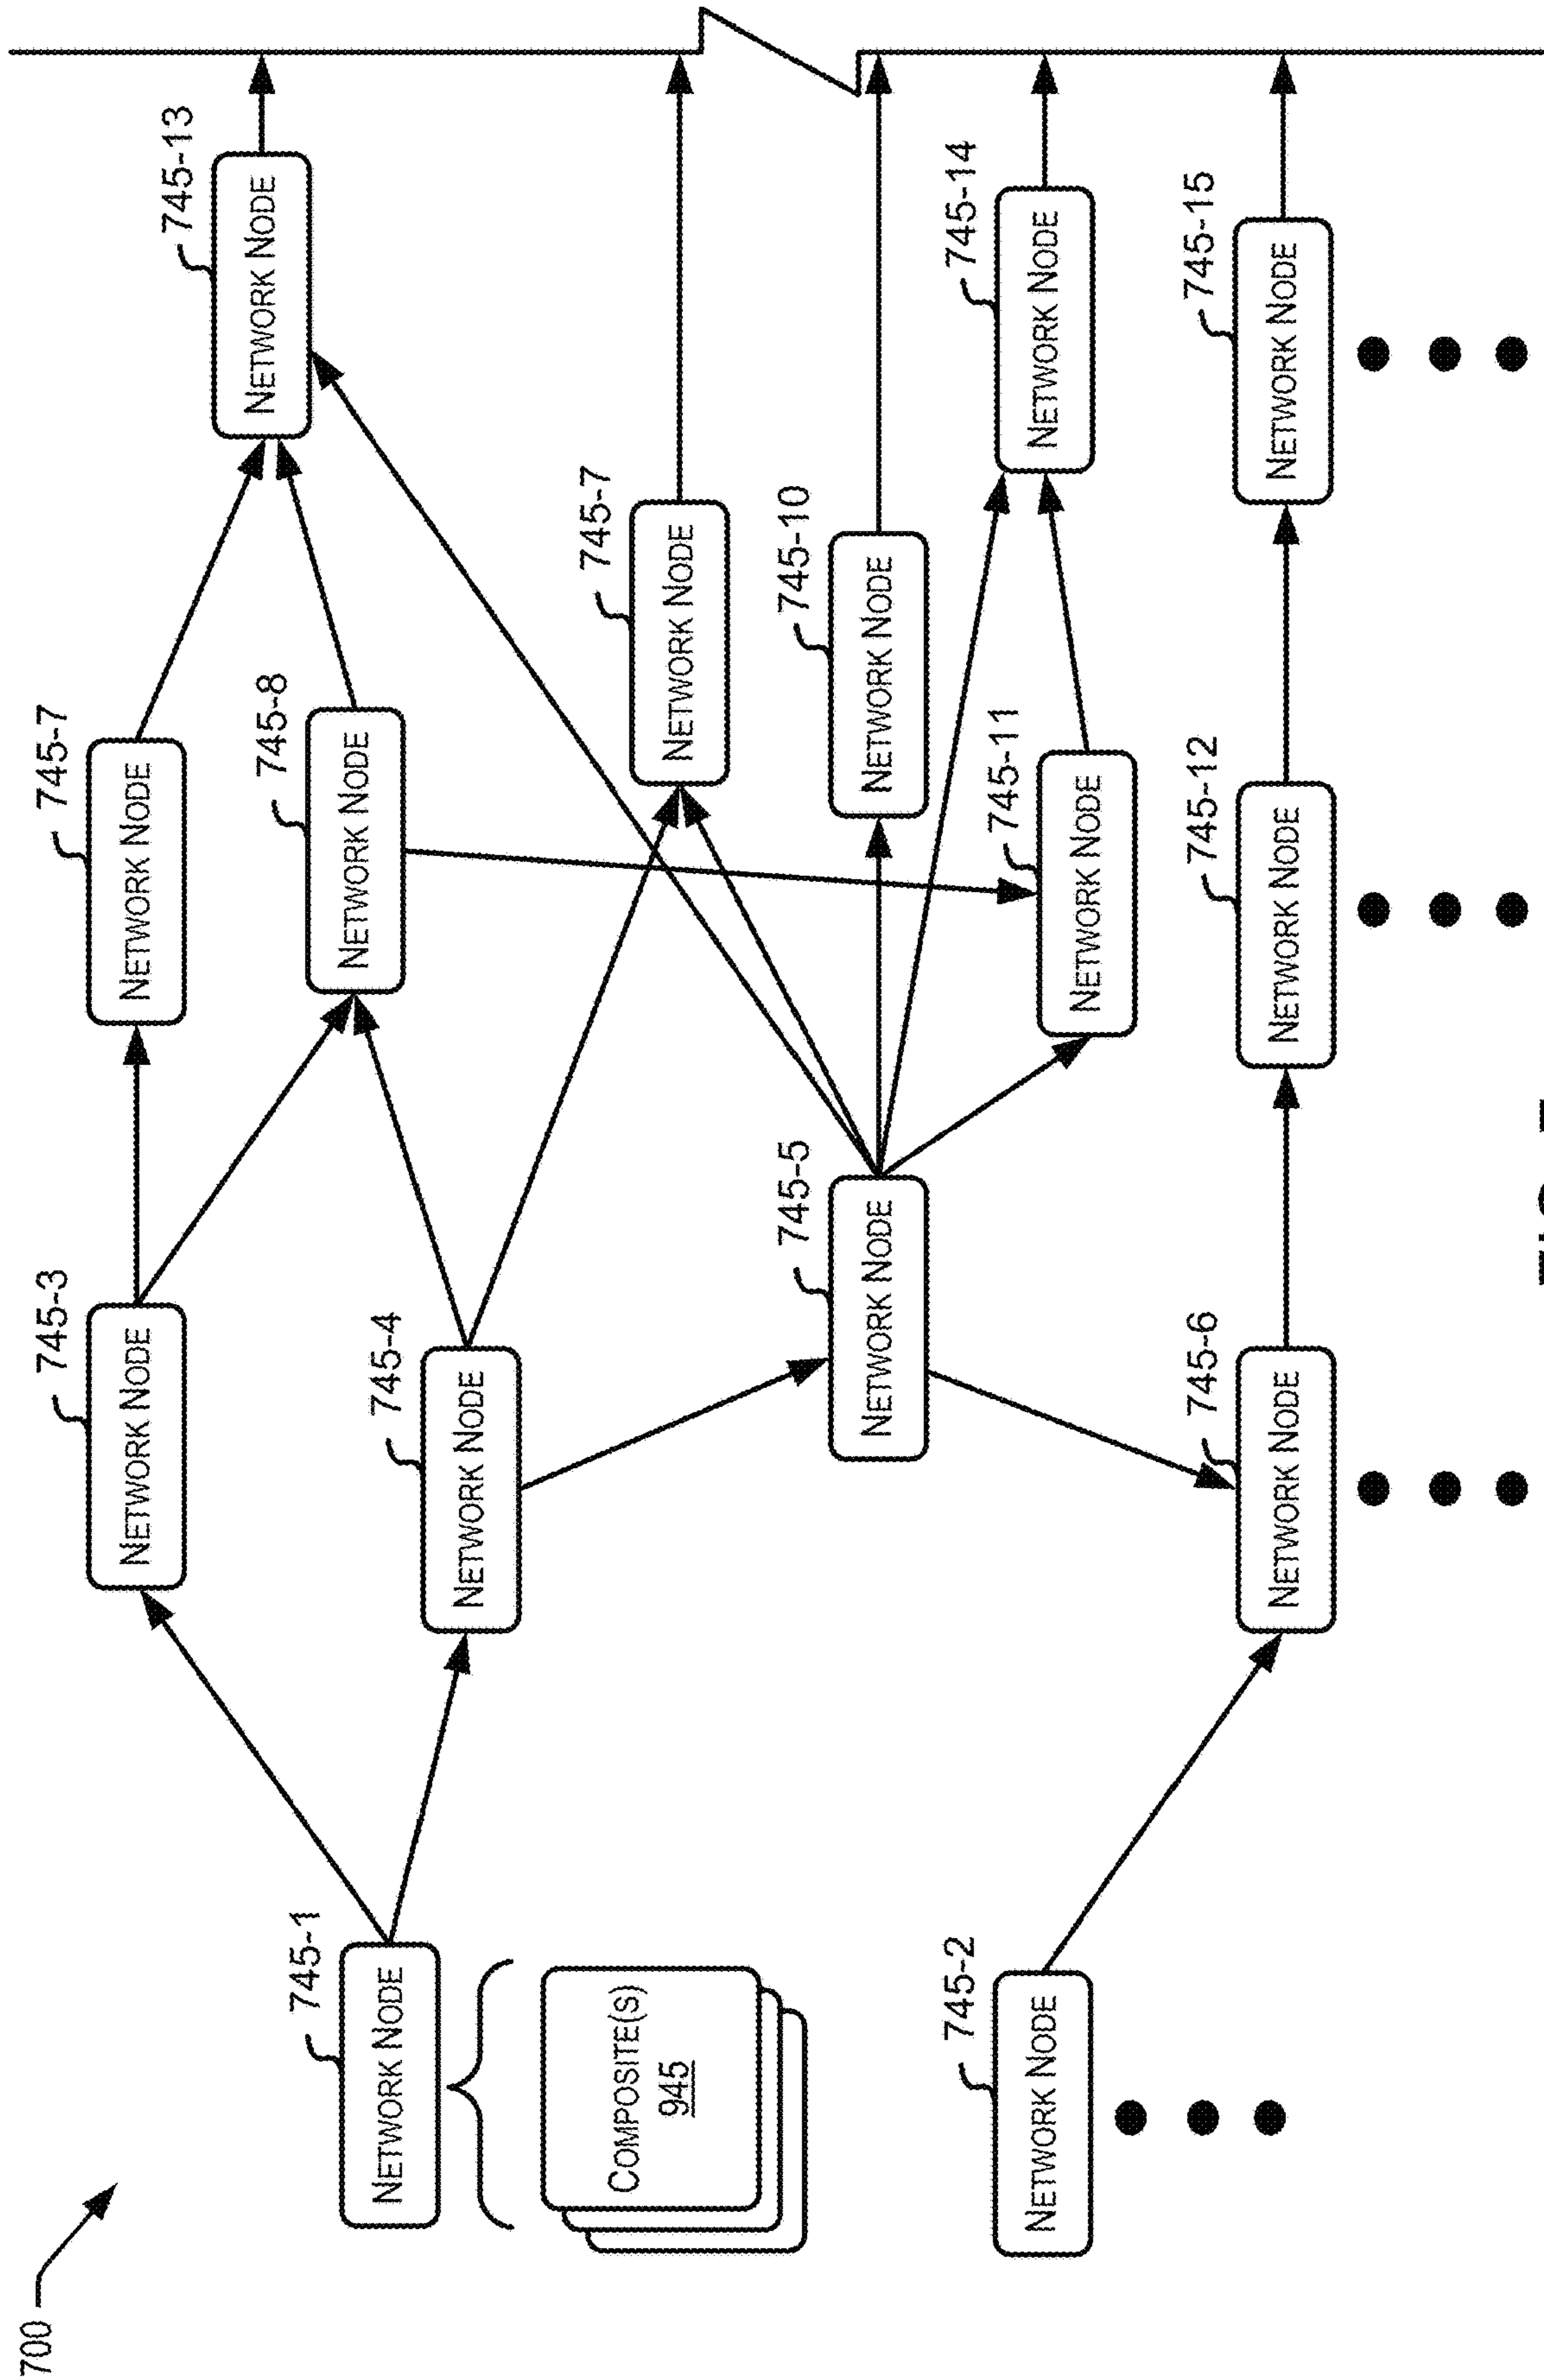 700
745-1
NETWORK NODE
COMPOSITE(S)
945
745-2
NETWORK NODE
745-3
NETWORK NODE
745-4
NETWORK NODE
745-5
NETWORK NODE
745-6
NETWORK NODE
745-7
NETWORK NODE
745-8
NETWORK NODE
745-7
NETWORK NODE
745-10
NETWORK NODE
745-11
NETWORK NODE
745-12
NETWORK NODE
745-13
NETWORK NODE
745-14
NETWORK NODE
745-15
NETWORK NODE